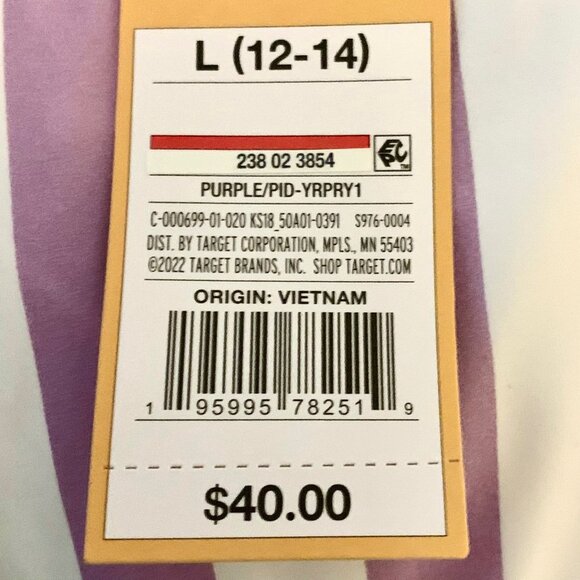 L (12-14)
238 02 3854
PURPLE/PID-YRPRY1
C-000699-01-020 KS18_50A01-0391 S976-0004
DIST. BY TARGET CORPORATION, MPLS., MN 55403
©2022 TARGET BRANDS, INC. SHOP TARGET.COM
ORIGIN: VIETNAM
1 95995 78251 9
$40.00